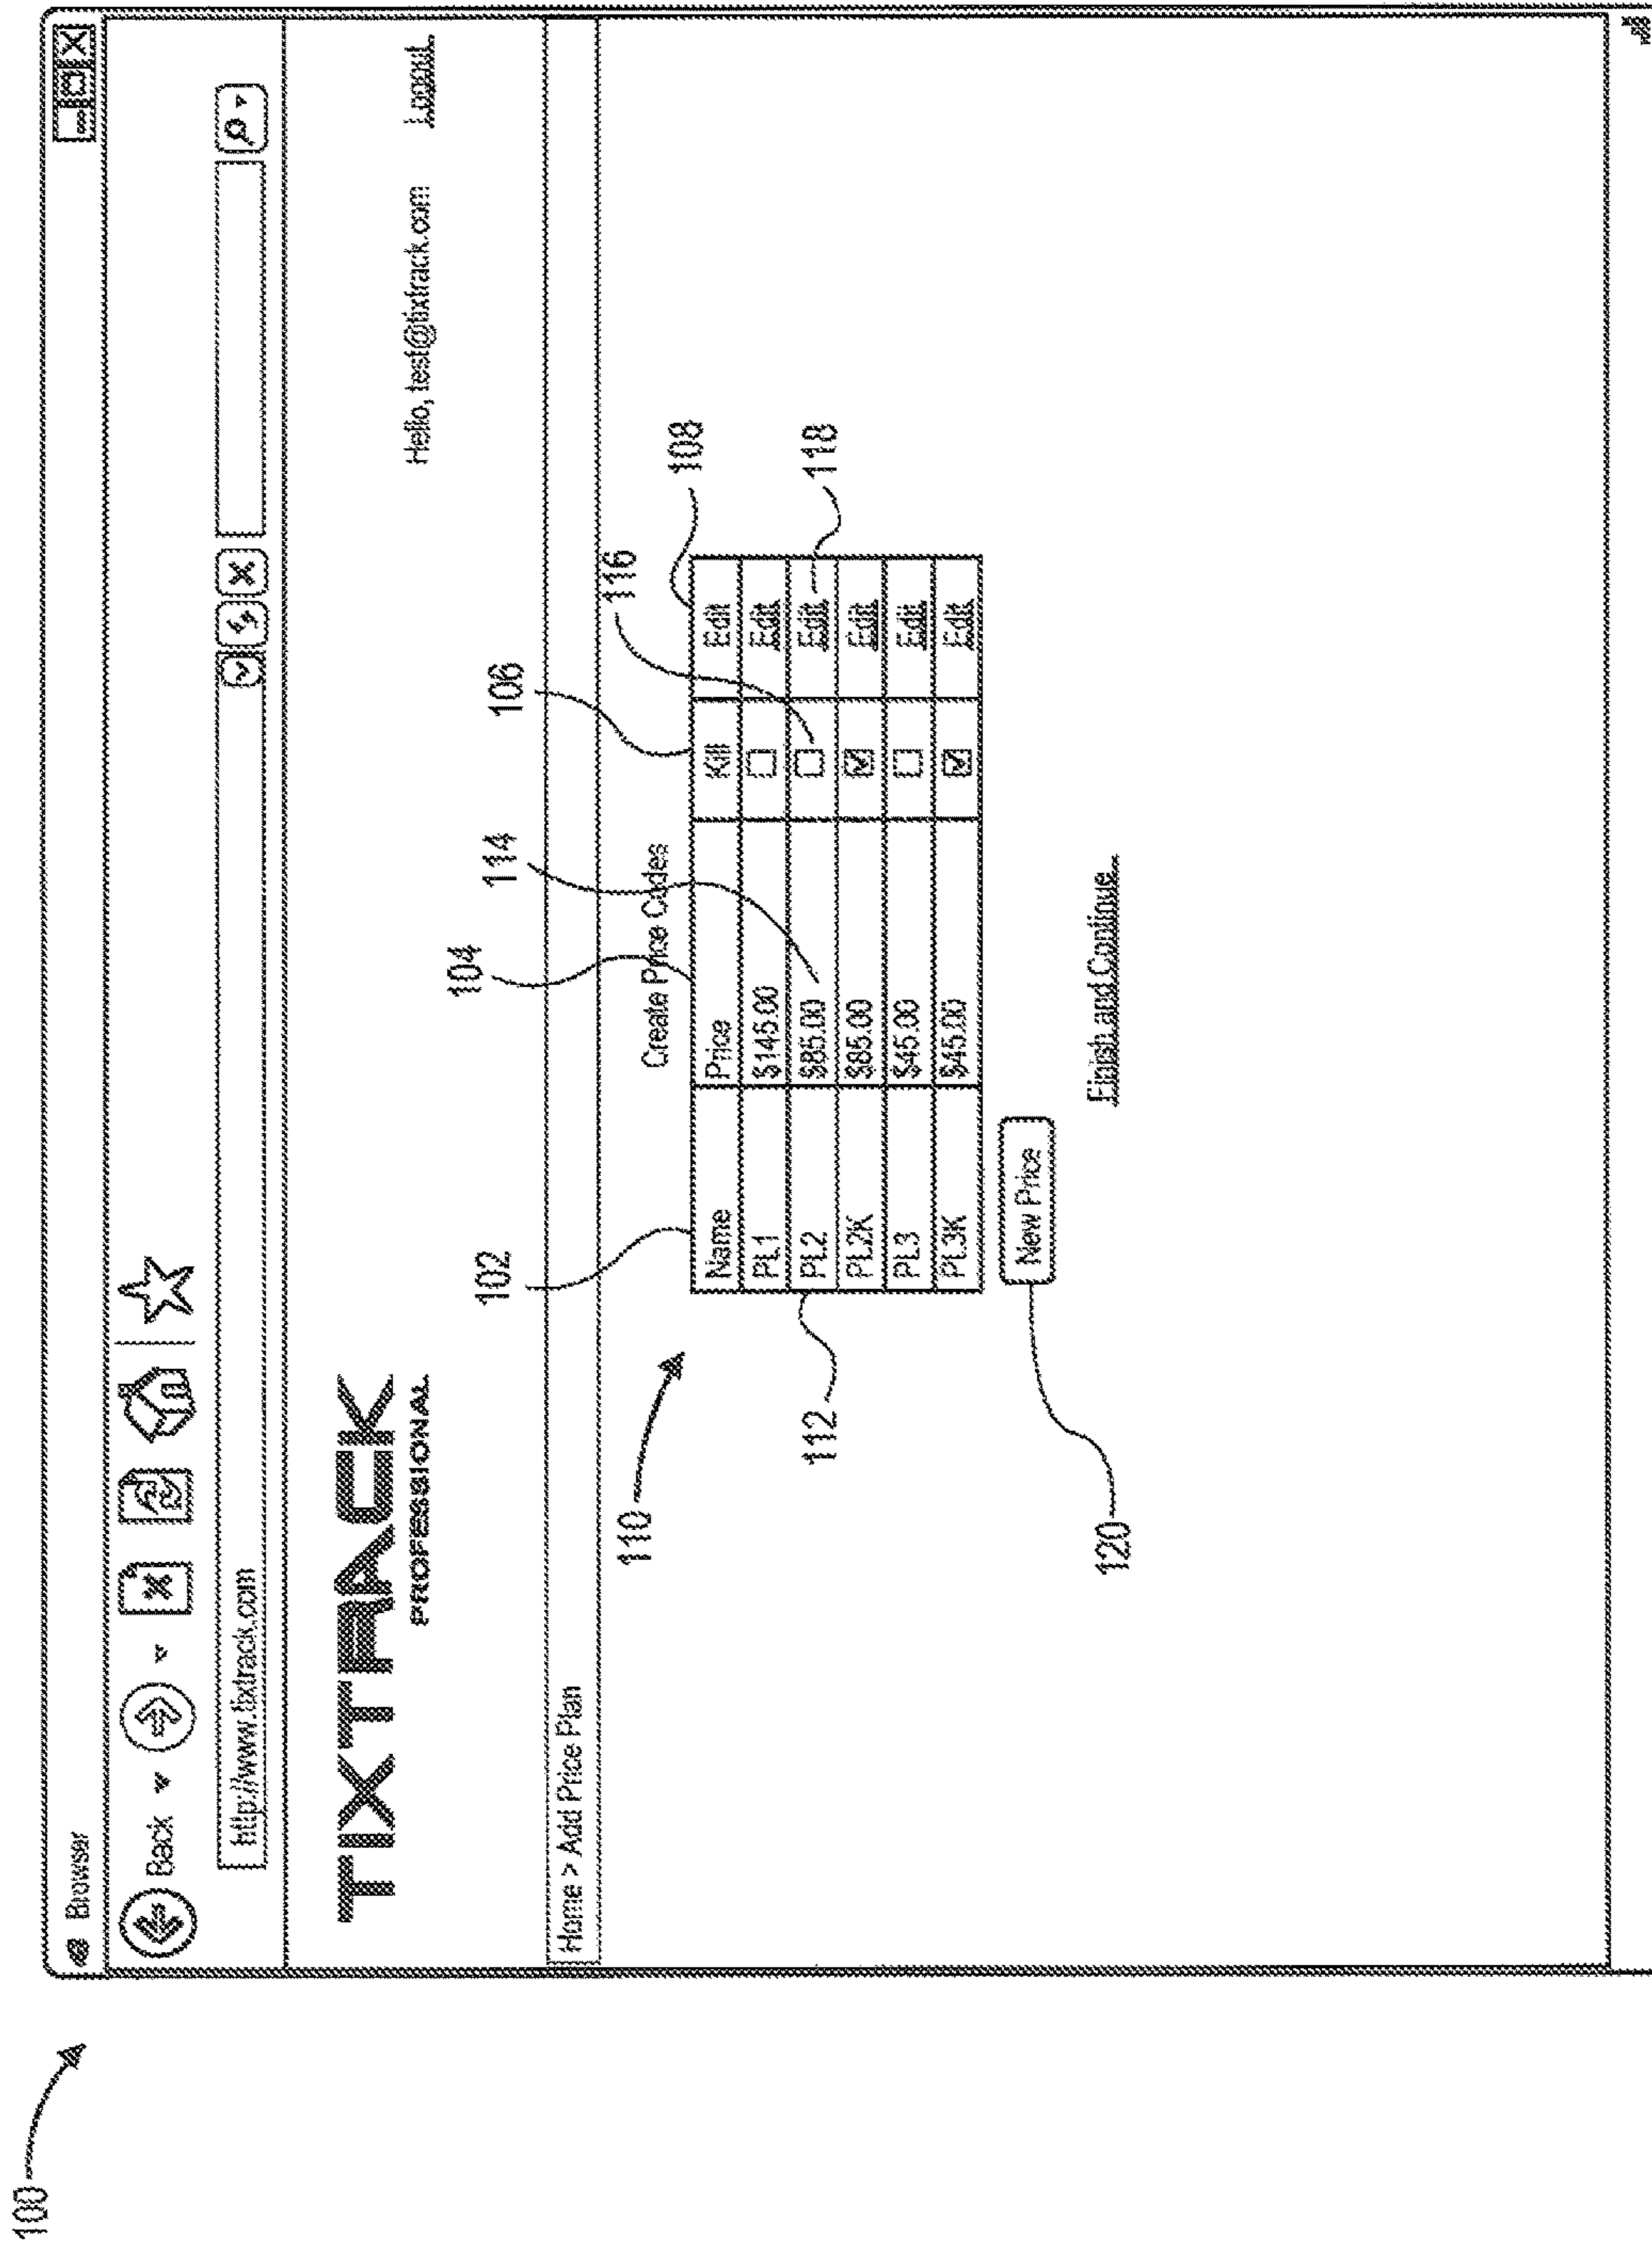 100
Browser
Back
http://www.tixtrack.com
TIXTRACK
PROFESSIONAL
Hello, test@tixtrack.com Logout
Home > Add Price Plan
102 104 114 106 116 108
110
Create Price Codes
Name Price Kill Edit
PL1 $145.00 Edit
PL2 $85.00 Edit
PL2K $85.00 Edit
PL3 $45.00 Edit
PL3K $45.00 Edit
112 118
New Price
120
Finish and Continue